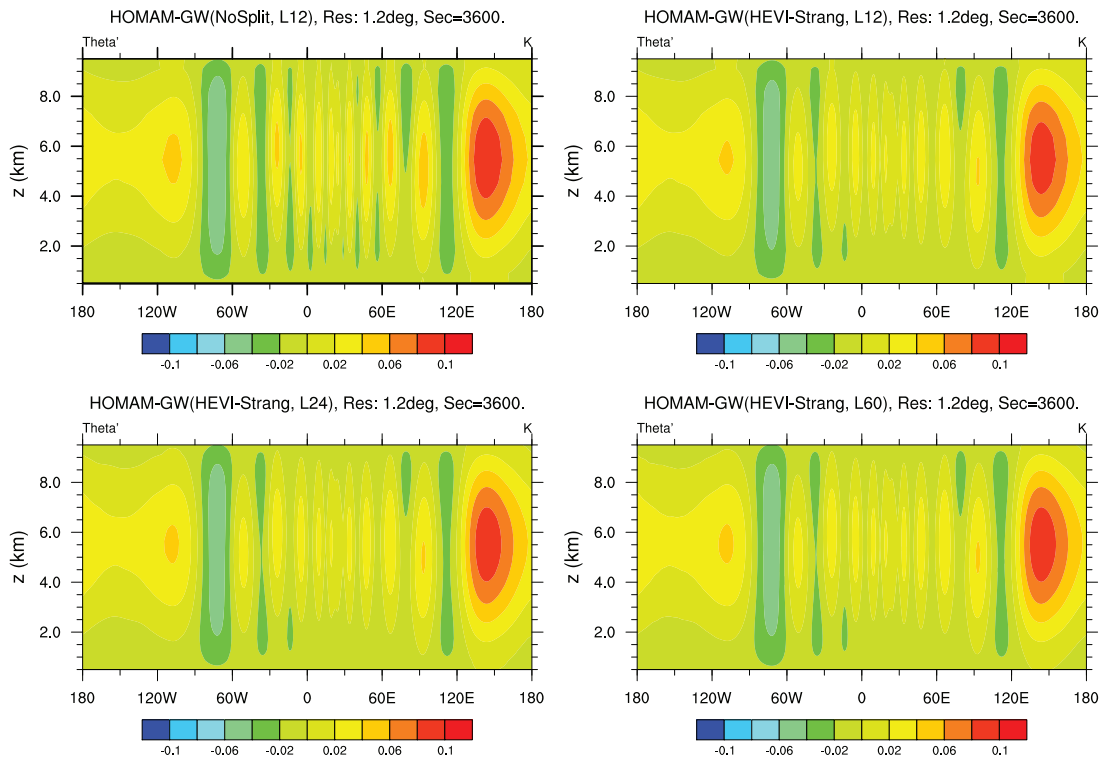 HOMAM-GW(NoSplit, L12), Res: 1.2deg, Sec=3600.
Theta' K
z (km)
8.0
6.0
4.0
2.0
180 120W 60W 0 60E 120E 180
-0.1 -0.06 -0.02 0.02 0.06 0.1
HOMAM-GW(HEVI-Strang, L12), Res: 1.2deg, Sec=3600.
Theta' K
z (km)
8.0
6.0
4.0
2.0
180 120W 60W 0 60E 120E 180
-0.1 -0.06 -0.02 0.02 0.06 0.1
HOMAM-GW(HEVI-Strang, L24), Res: 1.2deg, Sec=3600.
Theta' K
z (km)
8.0
6.0
4.0
2.0
180 120W 60W 0 60E 120E 180
-0.1 -0.06 -0.02 0.02 0.06 0.1
HOMAM-GW(HEVI-Strang, L60), Res: 1.2deg, Sec=3600.
Theta' K
z (km)
8.0
6.0
4.0
2.0
180 120W 60W 0 60E 120E 180
-0.1 -0.06 -0.02 0.02 0.06 0.1